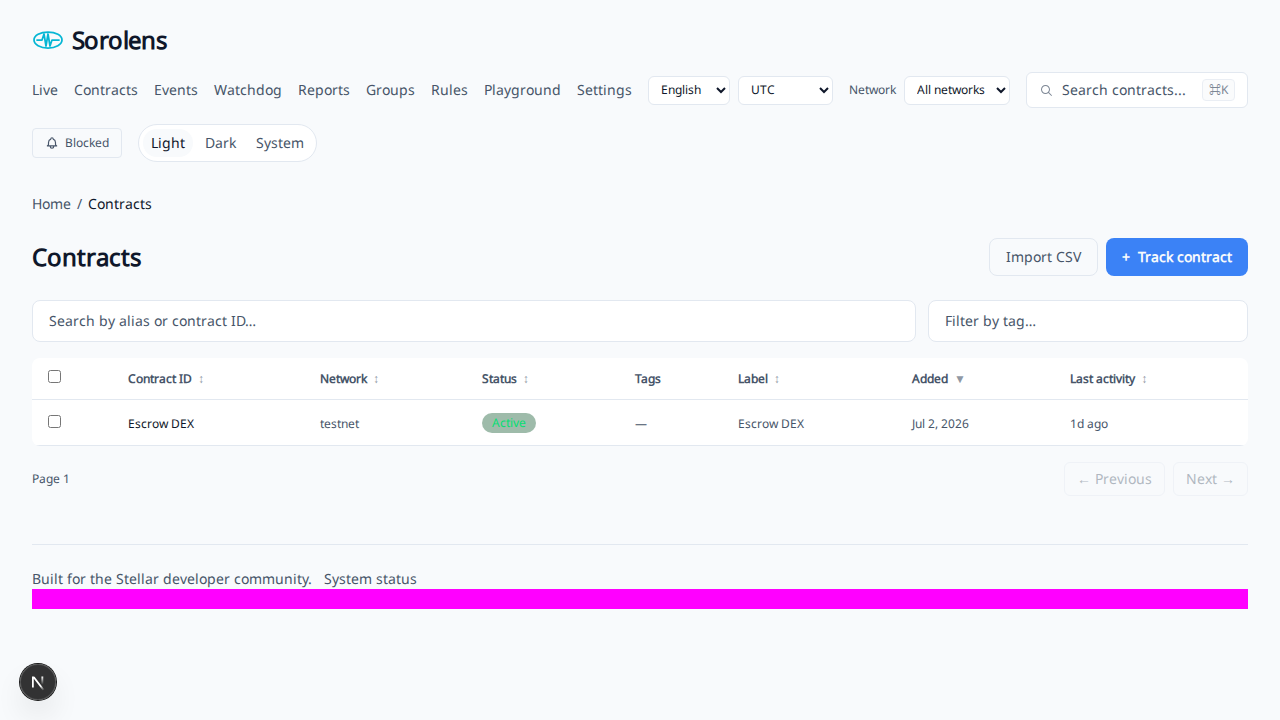 Sorolens
Live Contracts Events Watchdog Reports Groups Rules Playground Settings English UTC Network All networks Search contracts... ⌘K
Blocked Light Dark System
Home / Contracts
Contracts Import CSV + Track contract
Search by alias or contract ID... Filter by tag...
Contract ID ↕ Network ↕ Status ↕ Tags Label ↕ Added ▼ Last activity ↕
Escrow DEX testnet Active — Escrow DEX Jul 2, 2026 1d ago
Page 1 ← Previous Next →
Built for the Stellar developer community. System status
N